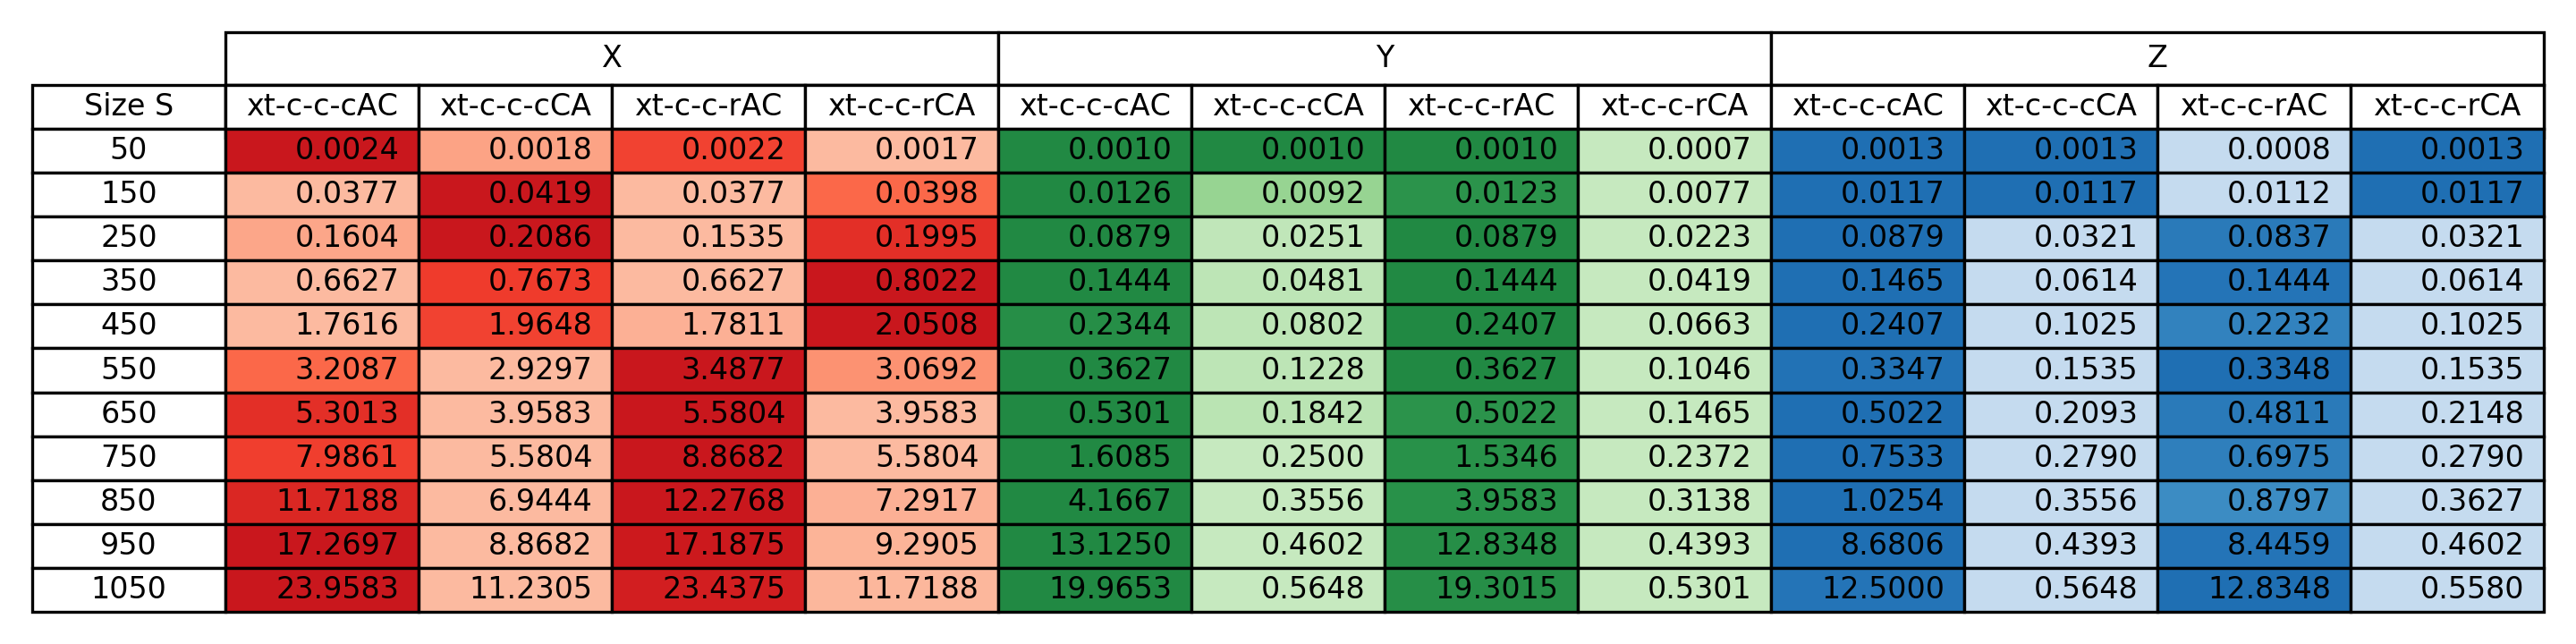 X Y Z
Size S xt-c-c-cAC xt-c-c-cCA xt-c-c-rAC xt-c-c-rCA xt-c-c-cAC xt-c-c-cCA xt-c-c-rAC xt-c-c-rCA xt-c-c-cAC xt-c-c-cCA xt-c-c-rAC xt-c-c-rCA
50 0.0024 0.0018 0.0022 0.0017 0.0010 0.0010 0.0010 0.0007 0.0013 0.0013 0.0008 0.0013
150 0.0377 0.0419 0.0377 0.0398 0.0126 0.0092 0.0123 0.0077 0.0117 0.0117 0.0112 0.0117
250 0.1604 0.2086 0.1535 0.1995 0.0879 0.0251 0.0879 0.0223 0.0879 0.0321 0.0837 0.0321
350 0.6627 0.7673 0.6627 0.8022 0.1444 0.0481 0.1444 0.0419 0.1465 0.0614 0.1444 0.0614
450 1.7616 1.9648 1.7811 2.0508 0.2344 0.0802 0.2407 0.0663 0.2407 0.1025 0.2232 0.1025
550 3.2087 2.9297 3.4877 3.0692 0.3627 0.1228 0.3627 0.1046 0.3347 0.1535 0.3348 0.1535
650 5.3013 3.9583 5.5804 3.9583 0.5301 0.1842 0.5022 0.1465 0.5022 0.2093 0.4811 0.2148
750 7.9861 5.5804 8.8682 5.5804 1.6085 0.2500 1.5346 0.2372 0.7533 0.2790 0.6975 0.2790
850 11.7188 6.9444 12.2768 7.2917 4.1667 0.3556 3.9583 0.3138 1.0254 0.3556 0.8797 0.3627
950 17.2697 8.8682 17.1875 9.2905 13.1250 0.4602 12.8348 0.4393 8.6806 0.4393 8.4459 0.4602
1050 23.9583 11.2305 23.4375 11.7188 19.9653 0.5648 19.3015 0.5301 12.5000 0.5648 12.8348 0.5580